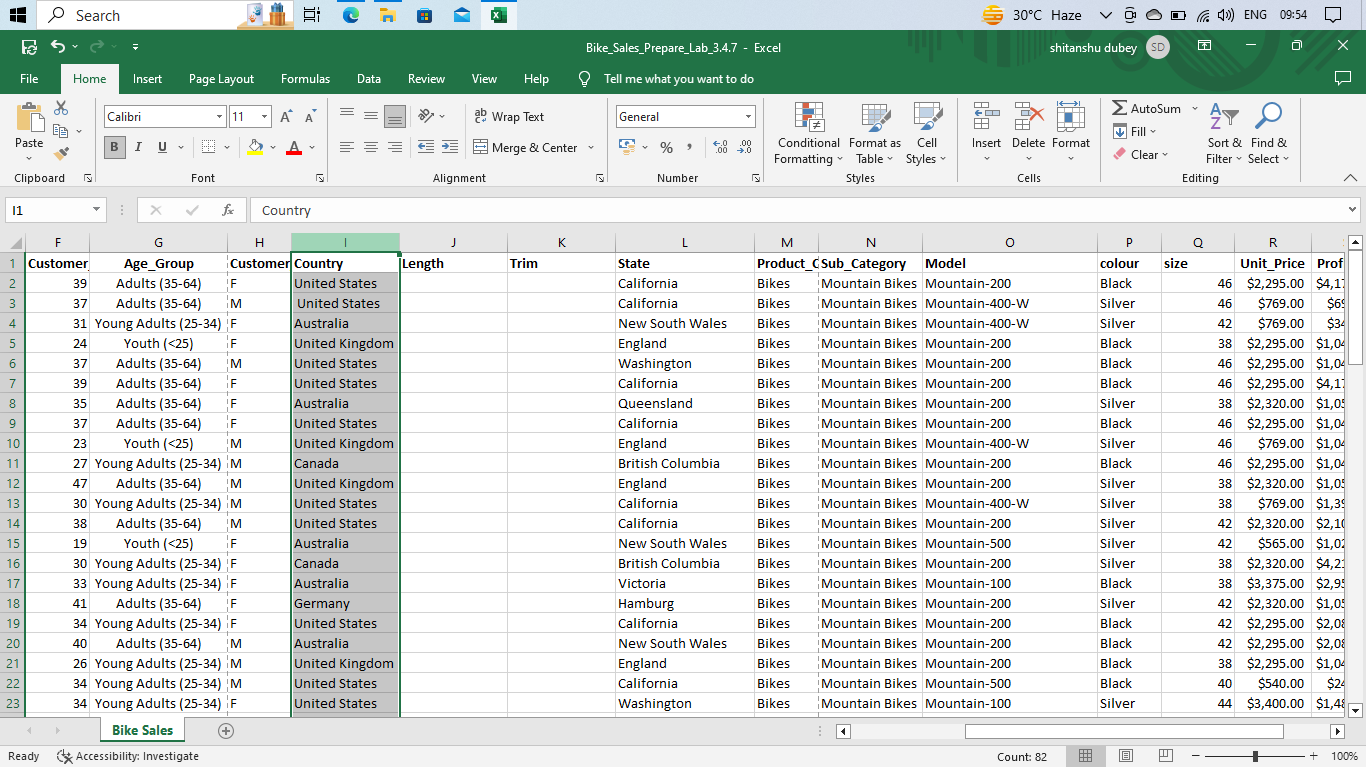 Search 30°C Haze ENG 09:54
Bike_Sales_Prepare_Lab_3.4.7 - Excel shitanshu dubey SD
File Home Insert Page Layout Formulas Data Review View Help Tell me what you want to do
Calibri 11 Wrap Text General AutoSum
Paste B I U Merge & Center % Conditional Formatting Format as Table Cell Styles Insert Delete Format Fill Clear Sort & Filter Find & Select
Clipboard Font Alignment Number Styles Cells Editing
I1 fx Country
F G H I J K L M N O P Q R
1 Customer_ Age_Group Customer Country Length Trim State Product_C Sub_Category Model colour size Unit_Price Prof
2 39 Adults (35-64) F United States California Bikes Mountain Bikes Mountain-200 Black 46 $2,295.00 $4,17
3 37 Adults (35-64) M United States California Bikes Mountain Bikes Mountain-400-W Silver 46 $769.00 $69
4 31 Young Adults (25-34) F Australia New South Wales Bikes Mountain Bikes Mountain-400-W Silver 42 $769.00 $34
5 24 Youth (<25) F United Kingdom England Bikes Mountain Bikes Mountain-200 Black 38 $2,295.00 $1,04
6 37 Adults (35-64) M United States Washington Bikes Mountain Bikes Mountain-200 Black 46 $2,295.00 $1,04
7 39 Adults (35-64) F United States California Bikes Mountain Bikes Mountain-200 Black 46 $2,295.00 $4,17
8 35 Adults (35-64) F Australia Queensland Bikes Mountain Bikes Mountain-200 Silver 38 $2,320.00 $1,05
9 37 Adults (35-64) F United States California Bikes Mountain Bikes Mountain-200 Black 46 $2,295.00 $1,04
10 23 Youth (<25) M United Kingdom England Bikes Mountain Bikes Mountain-400-W Silver 46 $769.00 $1,04
11 27 Young Adults (25-34) M Canada British Columbia Bikes Mountain Bikes Mountain-200 Black 46 $2,295.00 $1,04
12 47 Adults (35-64) M United Kingdom England Bikes Mountain Bikes Mountain-200 Silver 38 $2,320.00 $1,05
13 30 Young Adults (25-34) M United States California Bikes Mountain Bikes Mountain-400-W Silver 38 $769.00 $1,39
14 38 Adults (35-64) M United States California Bikes Mountain Bikes Mountain-200 Silver 42 $2,320.00 $2,10
15 19 Youth (<25) F Australia New South Wales Bikes Mountain Bikes Mountain-500 Silver 42 $565.00 $1,02
16 30 Young Adults (25-34) F Canada British Columbia Bikes Mountain Bikes Mountain-200 Silver 38 $2,320.00 $4,21
17 33 Young Adults (25-34) F Australia Victoria Bikes Mountain Bikes Mountain-100 Black 38 $3,375.00 $2,95
18 41 Adults (35-64) F Germany Hamburg Bikes Mountain Bikes Mountain-200 Silver 42 $2,320.00 $1,05
19 34 Young Adults (25-34) F United States California Bikes Mountain Bikes Mountain-200 Black 42 $2,295.00 $2,08
20 40 Adults (35-64) M Australia New South Wales Bikes Mountain Bikes Mountain-200 Black 42 $2,295.00 $2,08
21 26 Young Adults (25-34) M United Kingdom England Bikes Mountain Bikes Mountain-200 Black 38 $2,295.00 $1,04
22 34 Young Adults (25-34) M United States California Bikes Mountain Bikes Mountain-500 Black 40 $540.00 $24
23 34 Young Adults (25-34) F United States Washington Bikes Mountain Bikes Mountain-100 Silver 44 $3,400.00 $1,48
Bike Sales
Ready Accessibility: Investigate Count: 82 100%